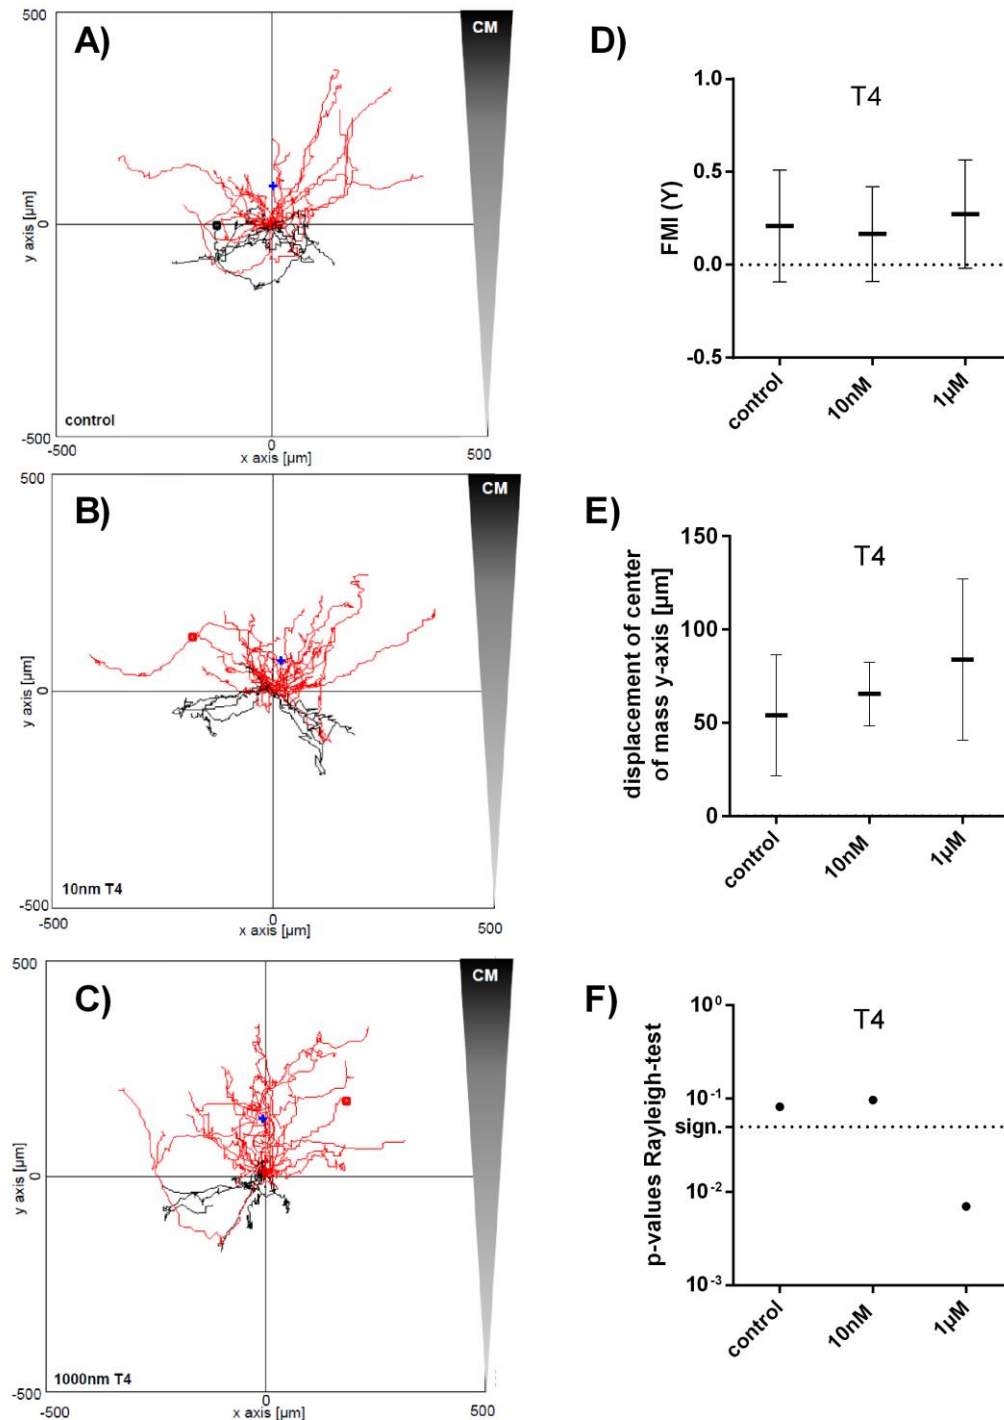 A)
500
CM
y axis [µm]
0
control
-500
-500
0
500
x axis [µm]
B)
500
CM
y axis [µm]
0
10nm T4
-500
-500
0
500
x axis [µm]
C)
500
CM
y axis [µm]
0
1000nm T4
-500
-500
0
500
x axis [µm]
D)
T4
FMI (Y)
1.0
0.5
0.0
-0.5
control
10nM
1µM
E)
T4
displacement of center
of mass y-axis [µm]
150
100
50
0
control
10nM
1µM
F)
T4
p-values Rayleigh-test
10⁰
10⁻¹
sign.
10⁻²
10⁻³
control
10nM
1µM